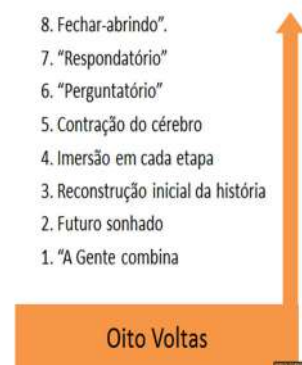 8. Fechar-abrindo”.
7. “Respondatório”
6. “Perguntatório”
5. Contração do cérebro
4. Imersão em cada etapa
3. Reconstrução inicial da história
2. Futuro sonhado
1. “A Gente combina
Oito Voltas